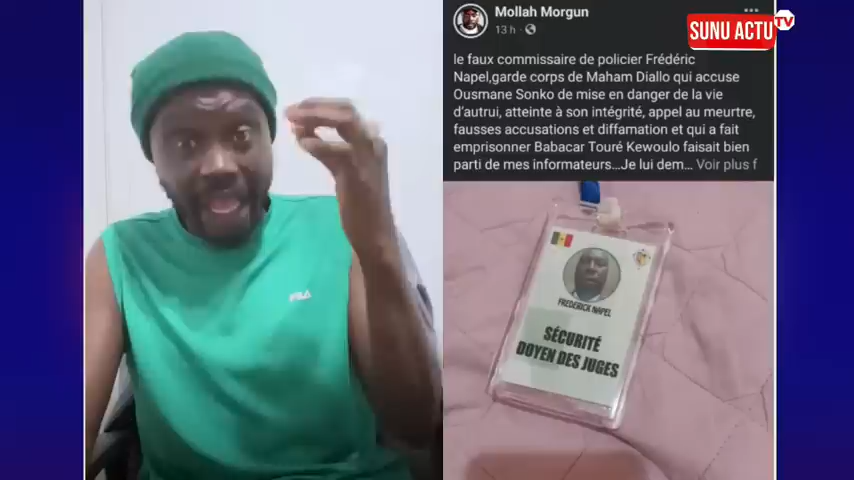 Mollah Morgun
13 h
SUNU ACTU TV
le faux commissaire de policier Frédéric
Napel,garde corps de Maham Diallo qui accuse
Ousmane Sonko de mise en danger de la vie
d'autrui, atteinte à son intégrité, appel au meurtre,
fausses accusations et diffamation et qui a fait
emprisonner Babacar Touré Kewoulo faisait bien
parti de mes informateurs...Je lui dem... Voir plus f
FILA
FREDERICK NAPEL
SÉCURITÉ
DOYEN DES JUGES